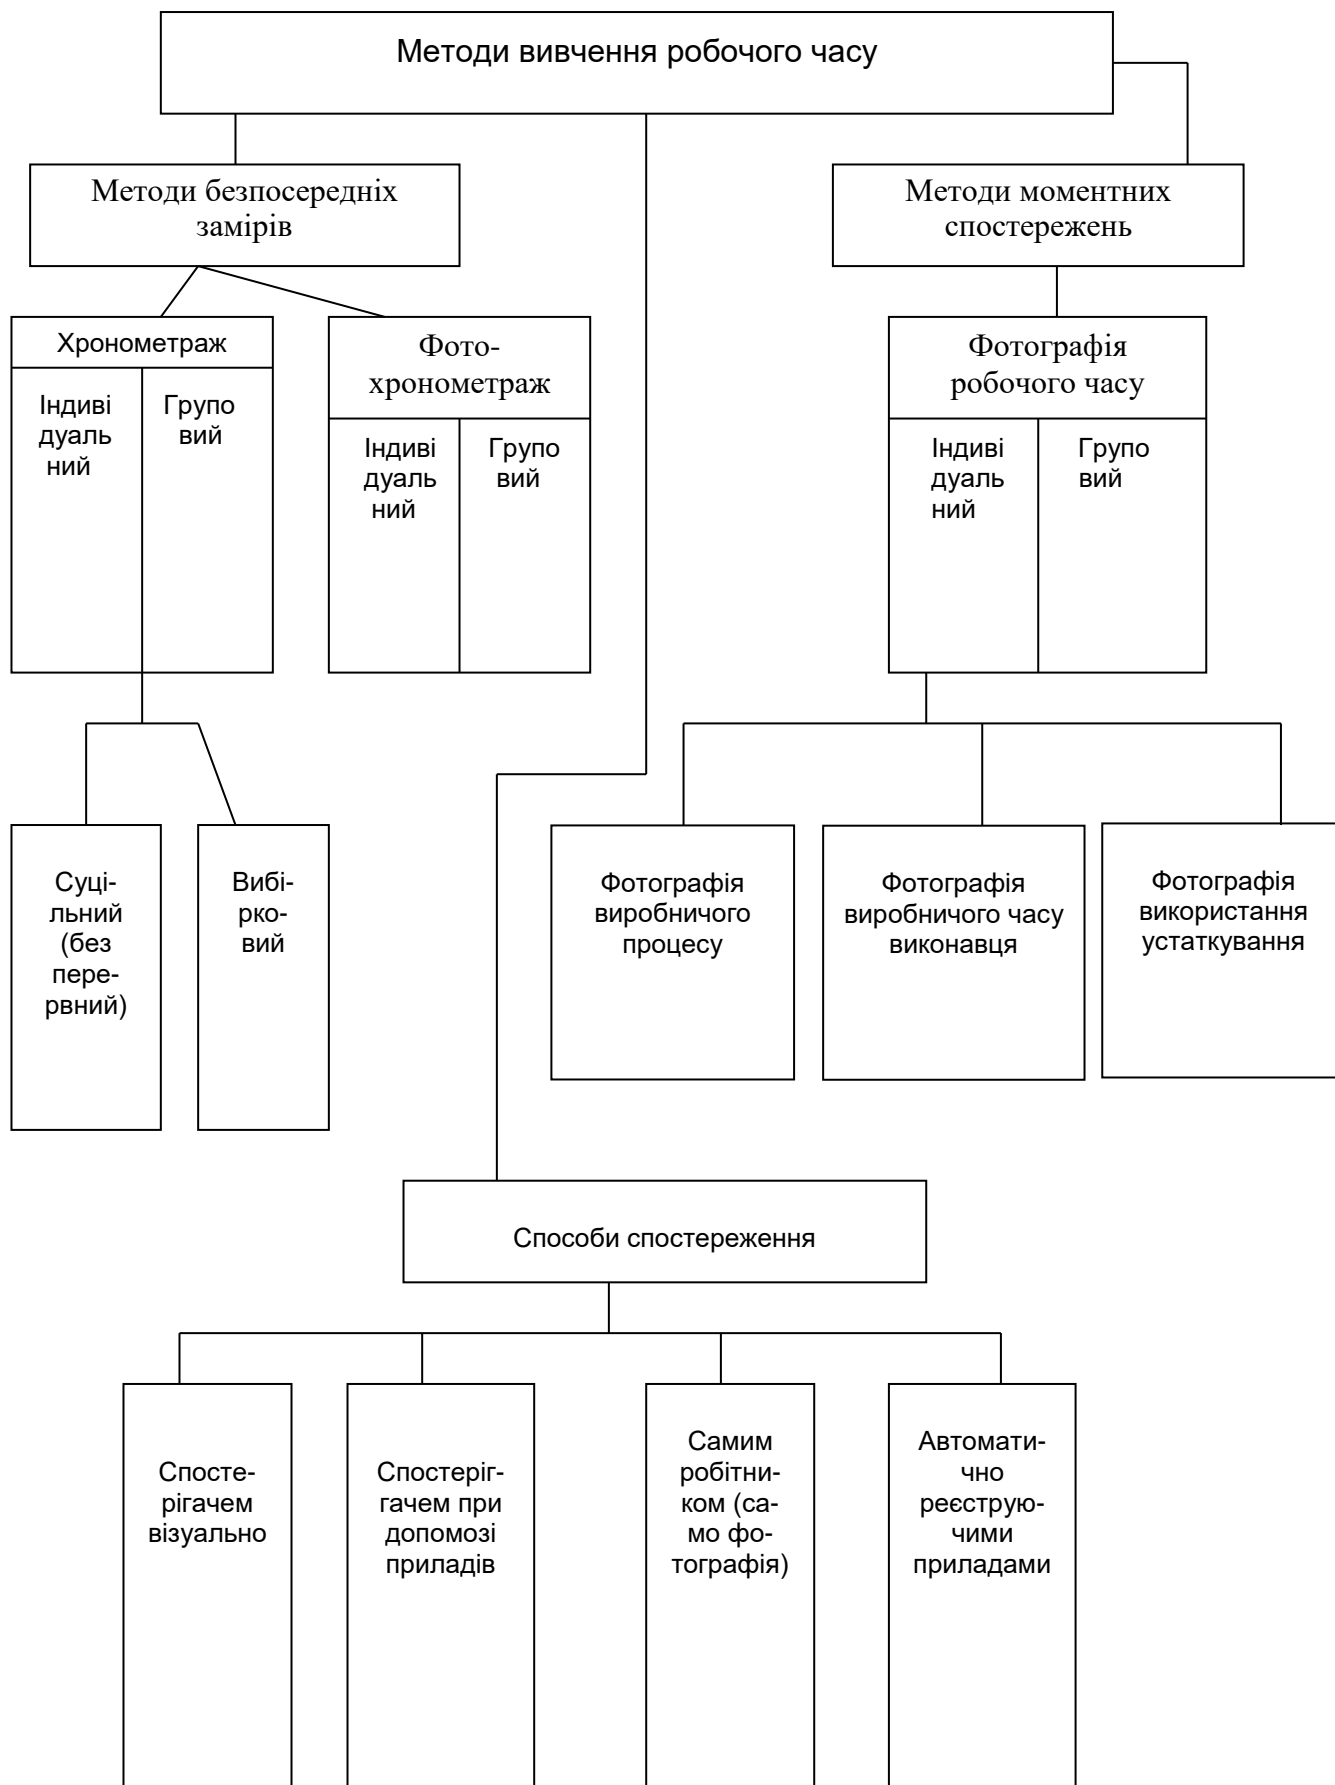 Методи вивчення робочого часу
Методи безпосередніх
замірів
Методи моментних
спостережень
Хронометраж
Індиві
дуаль
ний
Групо
вий
Фото-
хронометраж
Індиві
дуаль
ний
Групо
вий
Фотографія
робочого часу
Індиві
дуаль
ний
Групо
вий
Суці-
льний
(без
пере-
рвний)
Вибі-
рко-
вий
Фотографія
виробничого
процесу
Фотографія
виробничого часу
виконавця
Фотографія
використання
устаткування
Способи спостереження
Спосте-
рігачем
візуально
Спостеріг-
гачем при
допомозі
приладів
Самим
робітни-
ком (са-
мо фо-
тографія)
Автомати-
чно
реєструю-
чими
приладами